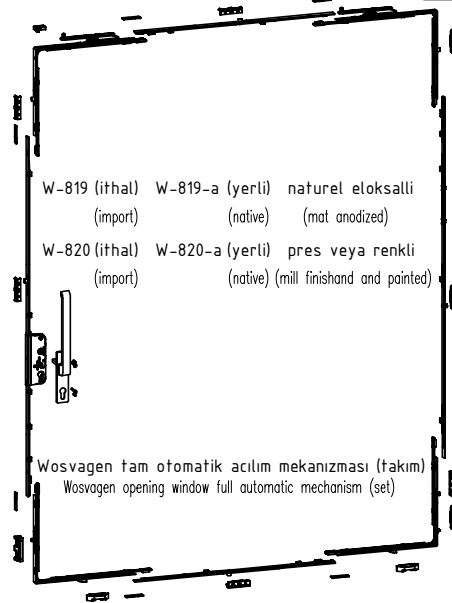 W-819 (ithal) W-819-a (yerli) naturel eloksalli
(import) (native) (mat anodized)
W-820 (ithal) W-820-a (yerli) pres veya renkli
(import) (native) (mill finishand and painted)
Wosvagen tam otomatik acılım mekanizması (takım)
Wosvagen opening window full automatic mechanism (set)